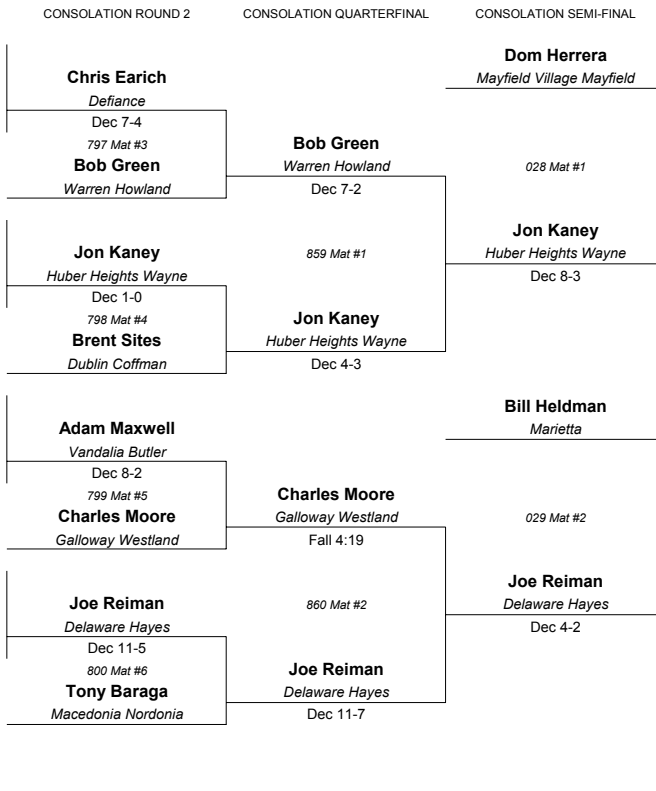 CONSOLATION ROUND 2
CONSOLATION QUARTERFINAL
CONSOLATION SEMI-FINAL
Chris Earich
Defiance
Dec 7-4
797 Mat #3
Bob Green
Warren Howland
Jon Kaney
Huber Heights Wayne
Dec 1-0
798 Mat #4
Brent Sites
Dublin Coffman
Adam Maxwell
Vandalia Butler
Dec 8-2
799 Mat #5
Charles Moore
Galloway Westland
Joe Reiman
Delaware Hayes
Dec 11-5
800 Mat #6
Tony Baraga
Macedonia Nordonia
Bob Green
Warren Howland
Dec 7-2
859 Mat #1
Jon Kaney
Huber Heights Wayne
Dec 4-3
Charles Moore
Galloway Westland
Fall 4:19
860 Mat #2
Joe Reiman
Delaware Hayes
Dec 11-7
Dom Herrera
Mayfield Village Mayfield
028 Mat #1
Jon Kaney
Huber Heights Wayne
Dec 8-3
Bill Heldman
Marietta
029 Mat #2
Joe Reiman
Delaware Hayes
Dec 4-2